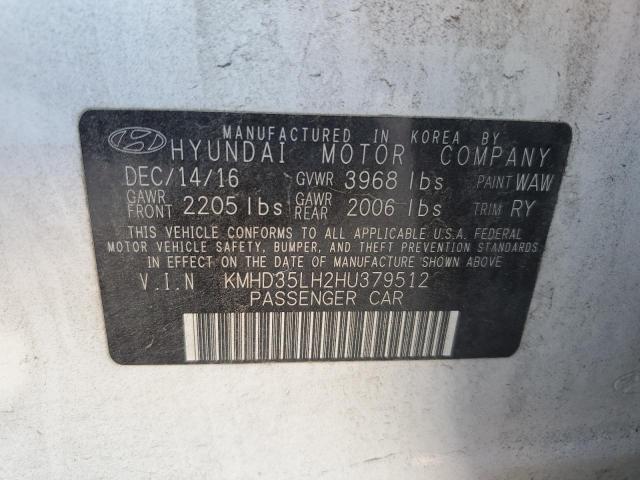 MANUFACTURED IN KOREA BY
HYUNDAI MOTOR COMPANY
DEC/14/16 GVWR 3968 lbs PAINT WAW
GAWR FRONT 2205 lbs GAWR REAR 2006 lbs TRIM RY
THIS VEHICLE CONFORMS TO ALL APPLICABLE U.S.A. FEDERAL
MOTOR VEHICLE SAFETY, BUMPER, AND THEFT PREVENTION STANDARDS
IN EFFECT ON THE DATE OF MANUFACTURE SHOWN ABOVE.
V.I.N KMHD35LH2HU379512
PASSENGER CAR